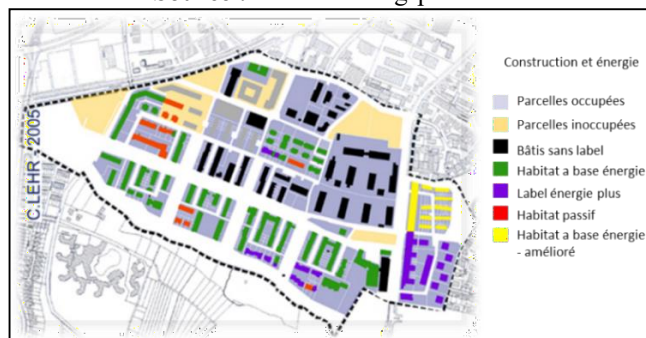 Construction et énergie
Parcelles occupées
Parcelles inoccupées
Bâtis sans label
Habitat a base énergie
Label énergie plus
Habitat passif
Habitat a base énergie
- amélioré
C.LEHR - 2005